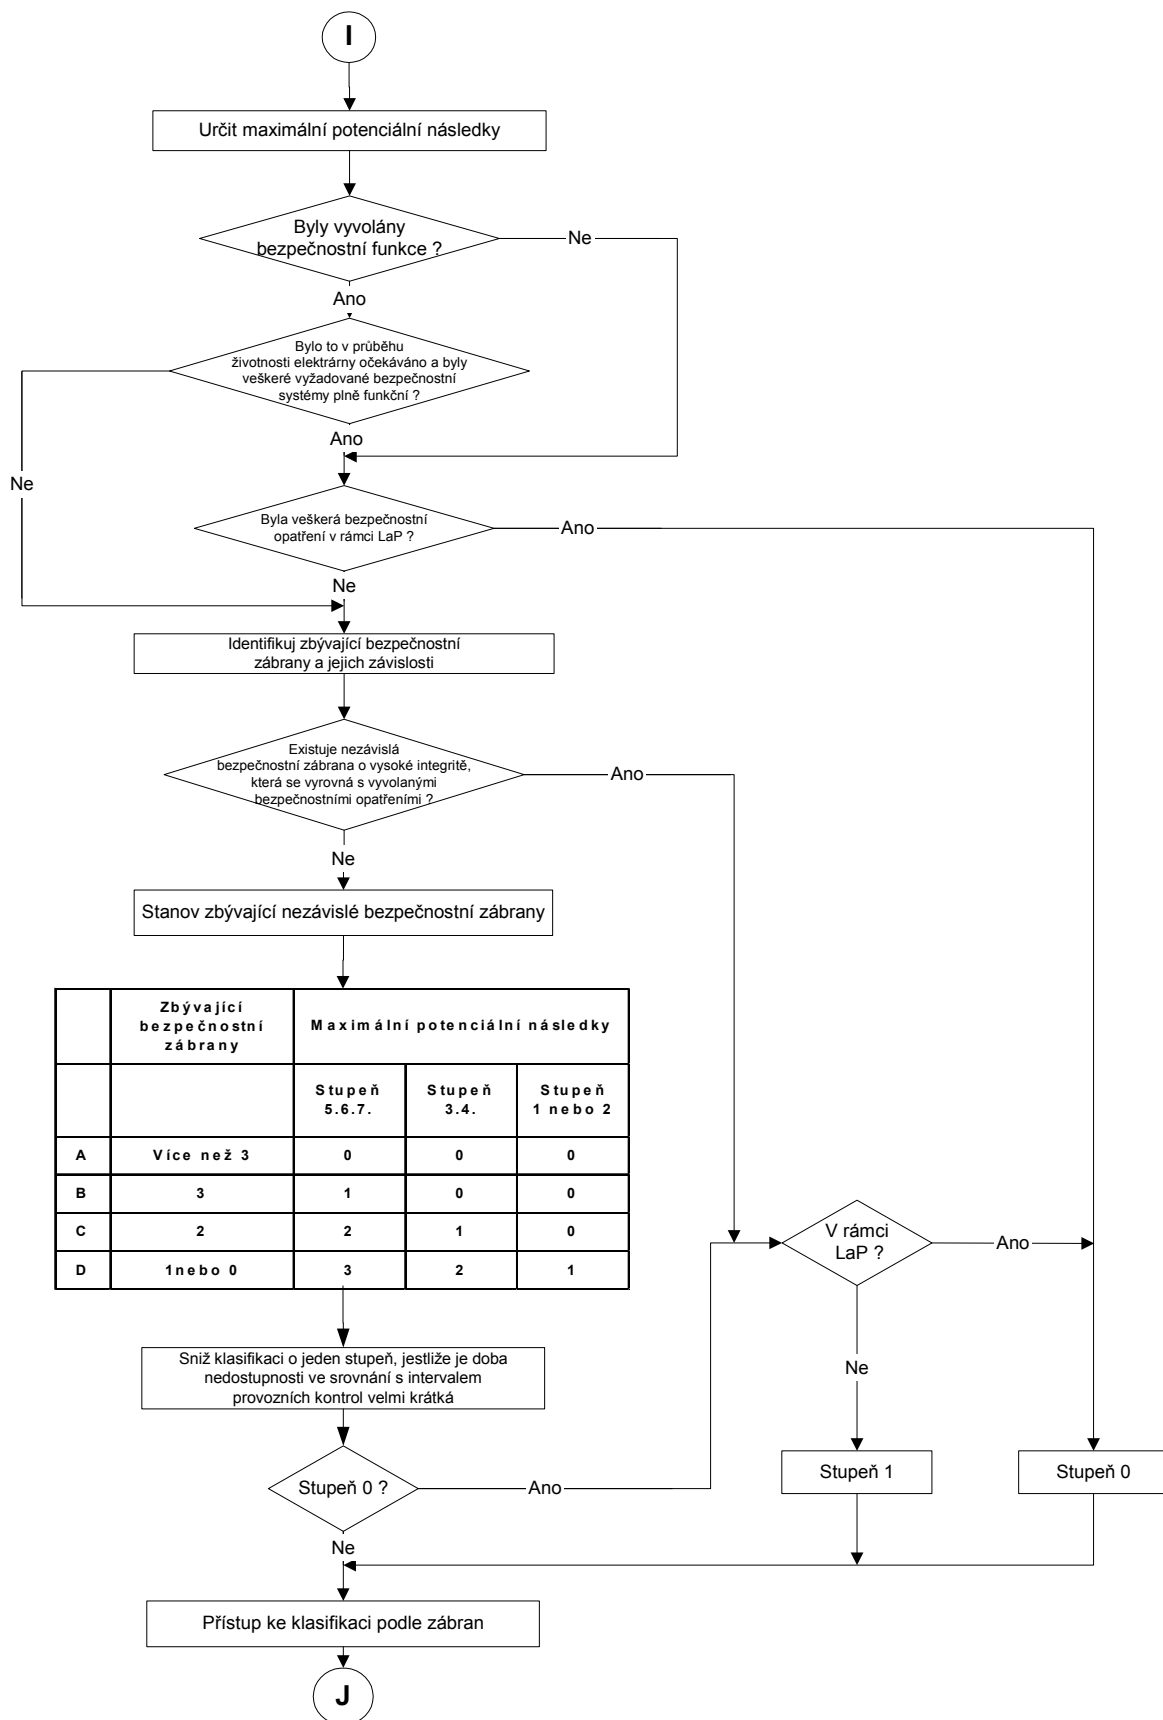 I
Určit maximální potenciální následky
Byly vyvolány
bezpečnostní funkce ?
Ne
Ano
Bylo to v průběhu
životnosti elektrárny očekáváno a byly
veškeré vyžadované bezpečnostní
systémy plně funkční ?
Ano
Ne
Byla veškerá bezpečnostní
opatření v rámci LaP ?
Ano
Ne
Identifikuj zbývající bezpečnostní
zábrany a jejich závislosti
Existuje nezávislá
bezpečnostní zábrana o vysoké integritě,
která se vyrovná s vyvolanými
bezpečnostními opatřeními ?
Ano
Ne
Stanov zbývající nezávislé bezpečnostní zábrany
Zbývající
bezpečnostní
zábrany
Maximální potenciální následky
Stupeň
5.6.7.
Stupeň
3.4.
Stupeň
1 nebo 2
A Více než 3 0 0 0
B 3 1 0 0
C 2 2 1 0
D 1nebo 0 3 2 1
V rámci
LaP ?
Ano
Ne
Sniž klasifikaci o jeden stupeň, jestliže je doba
nedostupnosti ve srovnání s intervalem
provozních kontrol velmi krátká
Stupeň 0 ?
Ano
Stupeň 1
Stupeň 0
Ne
Přístup ke klasifikaci podle zábran
J